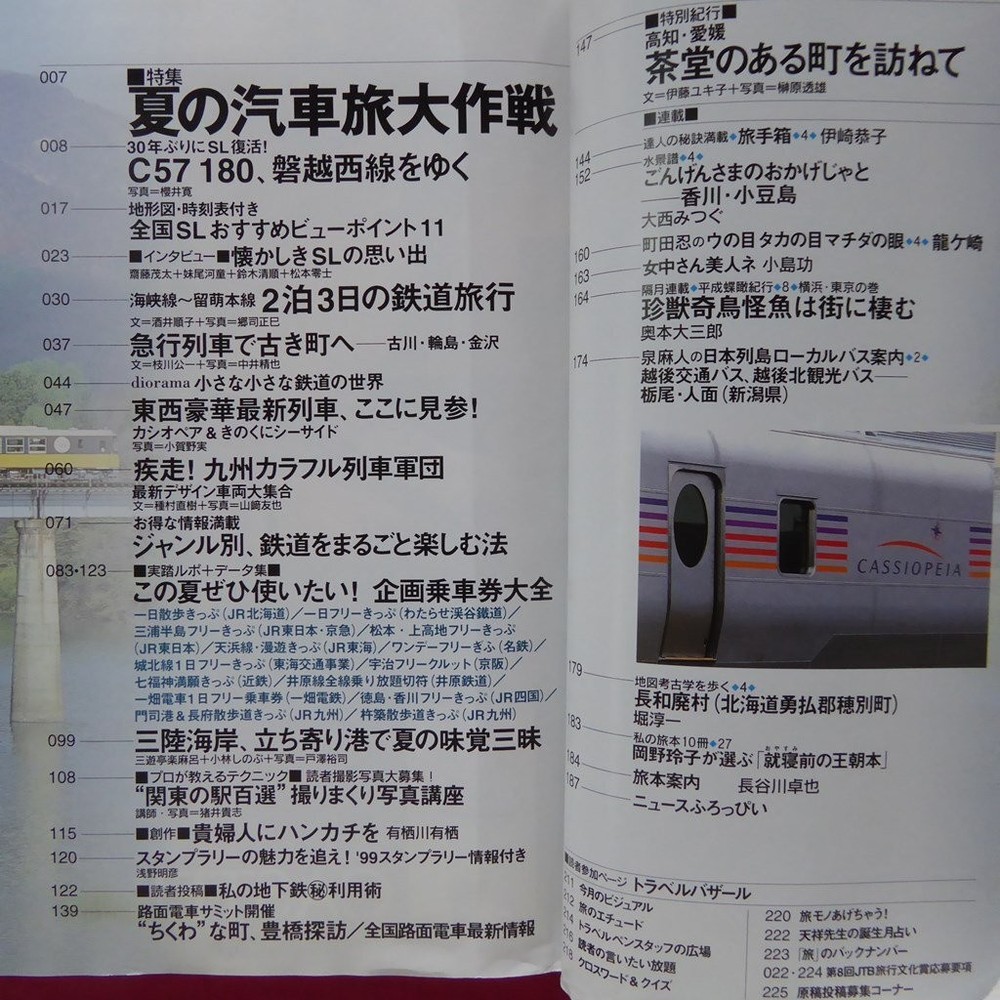 007
■特集
夏の汽車旅大作戦
008
30年ぶりにSL復活!
C57 180、磐越西線をゆく
写真=櫻井寛
017
地形図・時刻表付き
全国SLおすすめビューポイント11
023
■インタビュー■懐かしきSLの思い出
齋藤茂太+妹尾河童+鈴木清順+松本零士
030
海峡線〜留萌本線 2泊3日の鉄道旅行
文=酒井順子+写真=郷司正巳
037
急行列車で古き町へ——古川・輪島・金沢
文=枝川公一+写真=中井精也
044
diorama 小さな小さな鉄道の世界
047
東西豪華最新列車、ここに見参!
カシオペア&きのくにシーサイド
写真=小賀野実
060
疾走! 九州カラフル列車軍団
最新デザイン車両大集合
文=種村直樹+写真=山﨑友也
071
お得な情報満載
ジャンル別、鉄道をまるごと楽しむ法
083・123
■実踏ルポ+データ集■
この夏ぜひ使いたい! 企画乗車券大全
一日散歩きっぷ(JR北海道)/一日フリーきっぷ(わたらせ渓谷鐵道)/
三浦半島フリーきっぷ(JR東日本・京急)/松本・上高地フリーきっぷ
(JR東日本)/天浜線・漫遊きっぷ(JR東海)/ワンデーフリーきっぷ(名鉄)/
城北線1日フリーきっぷ(東海交通事業)/宇治フリークルット(京阪)/
七福神満願きっぷ(近鉄)/井原線全線乗り放題切符(井原鉄道)/
一畑電車1日フリー乗車券(一畑電鉄)/徳島・香川フリーきっぷ(JR四国)/
門司港&長府散歩道きっぷ(JR九州)/杵築散歩道きっぷ(JR九州)
099
三陸海岸、立ち寄り港で夏の味覚三昧
三遊亭楽麻呂+小林しのぶ+写真=戸澤裕司
108
■プロが教えるテクニック■ 読者撮影写真大募集!
“関東の駅百選”撮りまくり写真講座
講師・写真=猪井貴志
115
■創作■貴婦人にハンカチを 有栖川有栖
120
スタンプラリーの魅力を追え! '99スタンプラリー情報付き
浅野明彦
122
■読者投稿■私の地下鉄㊙利用術
139
路面電車サミット開催
“ちくわ”な町、豊橋探訪/全国路面電車最新情報
147
■特別紀行■
高知・愛媛
茶堂のある町を訪ねて
文=伊藤ユキ子+写真=榊原透雄
■連載■
144
達人の秘訣満載◆旅手箱◆4◆ 伊崎恭子
152
水景譜◆4◆
ごんげんさまのおかげじゃと
——香川・小豆島
大西みつぐ
160
町田忍のウの目タカの目マチダの眼◆4◆ 龍ケ崎
163
女中さん美人ネ 小島功
164
隔月連載◆平成蝶瞰紀行◆8◆横浜・東京の巻
珍獣奇鳥怪魚は街に棲む
奥本大三郎
174
泉麻人の日本列島ローカルバス案内◆2◆
越後交通バス、越後北観光バス——
栃尾・人面(新潟県)
CASSIOPEIA
179
地図考古学を歩く◆4◆
長和廃村(北海道勇払郡穂別町)
堀淳一
183
私の旅本10冊◆27
岡野玲子が選ぶ「就寝前の王朝本」
おやすみ
184
旅本案内 長谷川卓也
187
ニュースふろっぴい
■読者参加ページ トラベルバザール
211 今月のビジュアル
212 旅のエチュード
214 トラベルペンスタッフの広場
216 読者の言いたい放題
218 クロスワード&クイズ
220 旅モノあげちゃう!
222 天祥先生の誕生月占い
223 「旅」のバックナンバー
022・224 第8回JTB旅行文化賞応募要項
225 原稿投稿募集コーナー